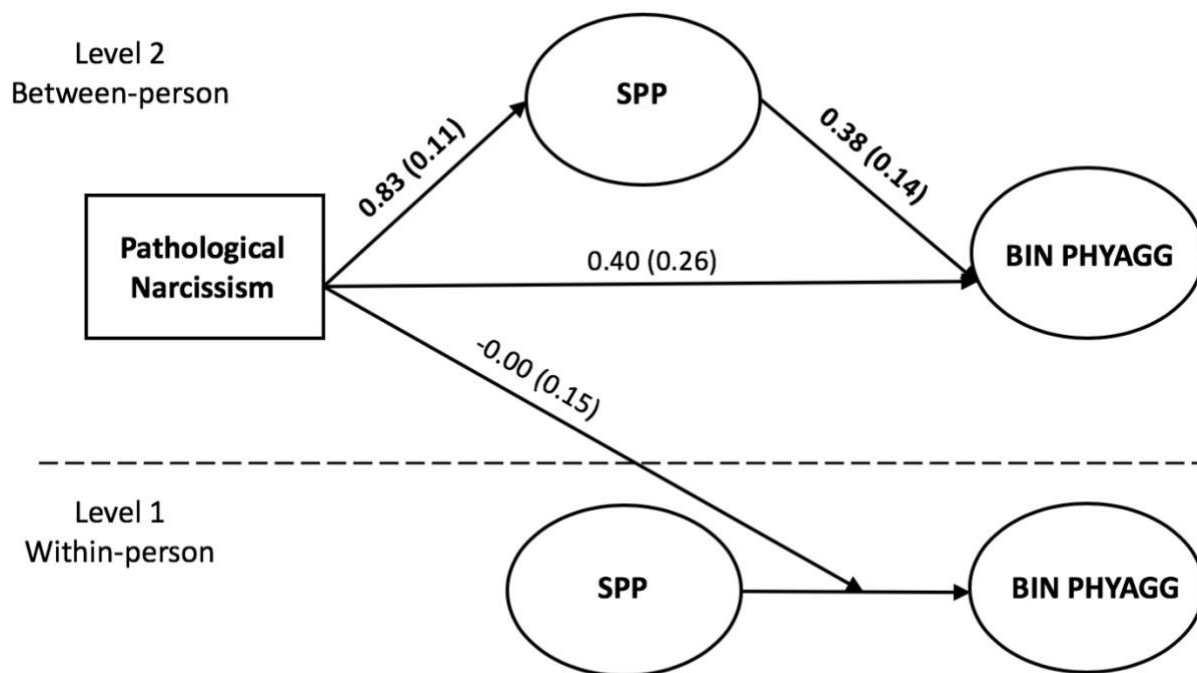 Level 2
Between-person
SPP
0.83 (0.11)
0.38 (0.14)
Pathological
Narcissism
0.40 (0.26)
BIN PHYAGG
-0.00 (0.15)
Level 1
Within-person
SPP
BIN PHYAGG